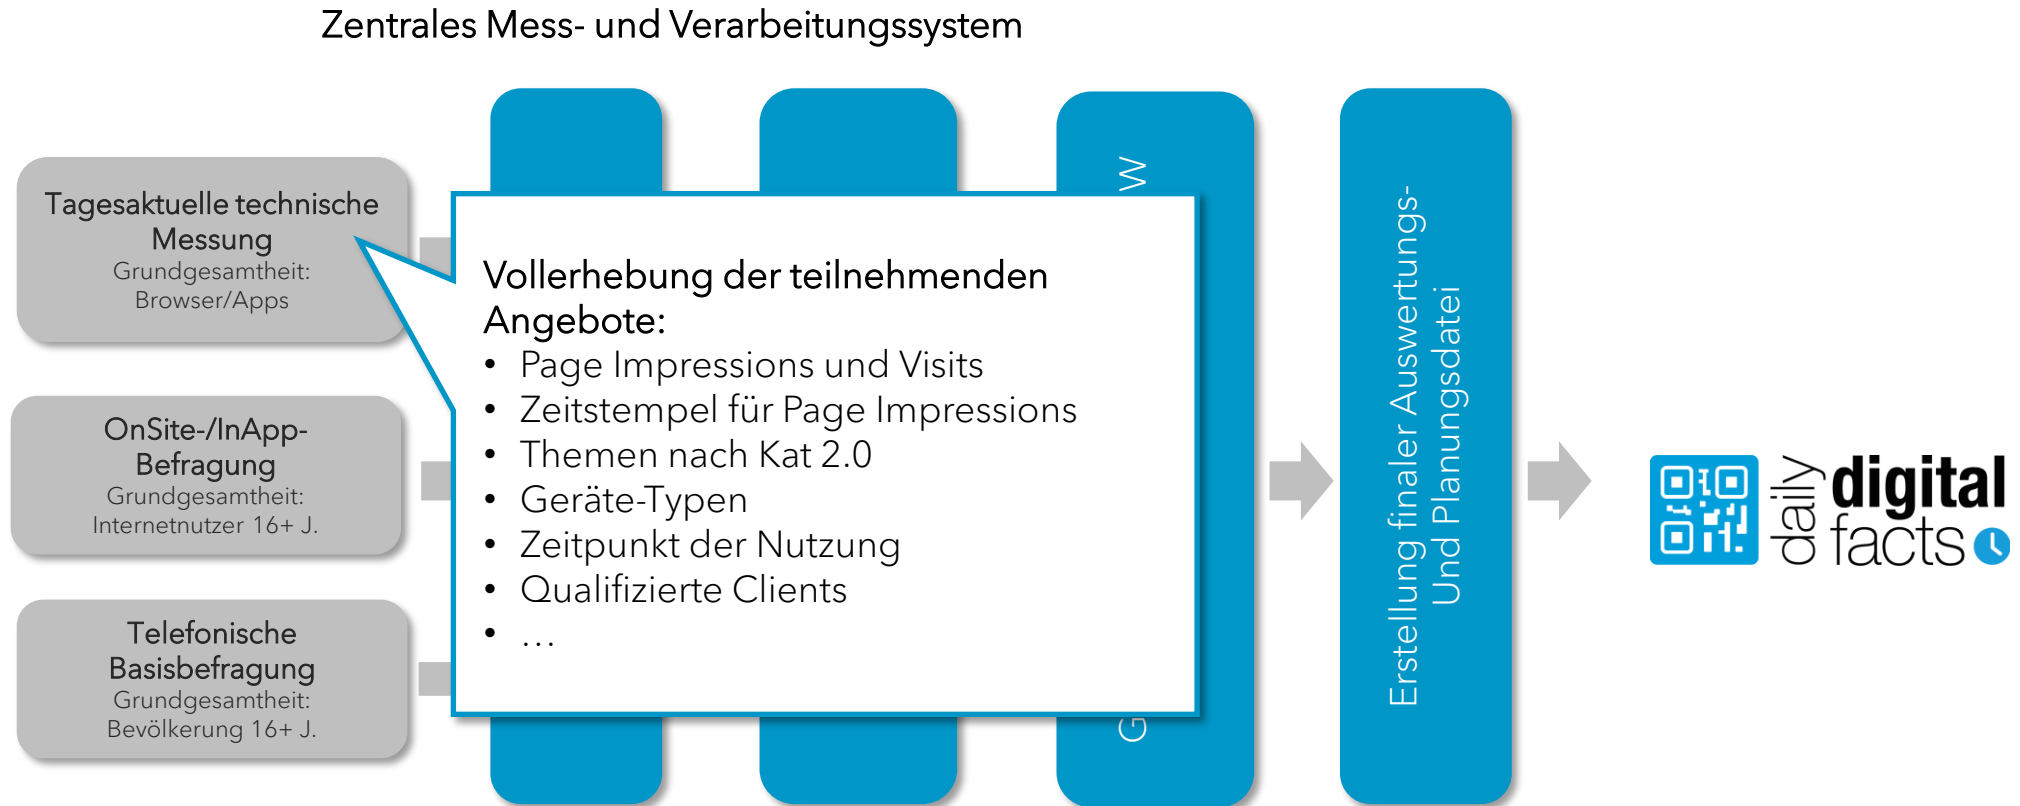 Zentrales Mess- und Verarbeitungssystem
Tagesaktuelle technische
Messung
Grundgesamtheit:
Browser/Apps
OnSite-/InApp-
Befragung
Grundgesamtheit:
Internetnutzer 16+ J.
Telefonische
Basisbefragung
Grundgesamtheit:
Bevölkerung 16+ J.
Vollerhebung der teilnehmenden
Angebote:
• Page Impressions und Visits
• Zeitstempel für Page Impressions
• Themen nach Kat 2.0
• Geräte-Typen
• Zeitpunkt der Nutzung
• Qualifizierte Clients
• …
Erstellung finaler Auswertungs-
Und Planungsdatei
daily
digital
facts